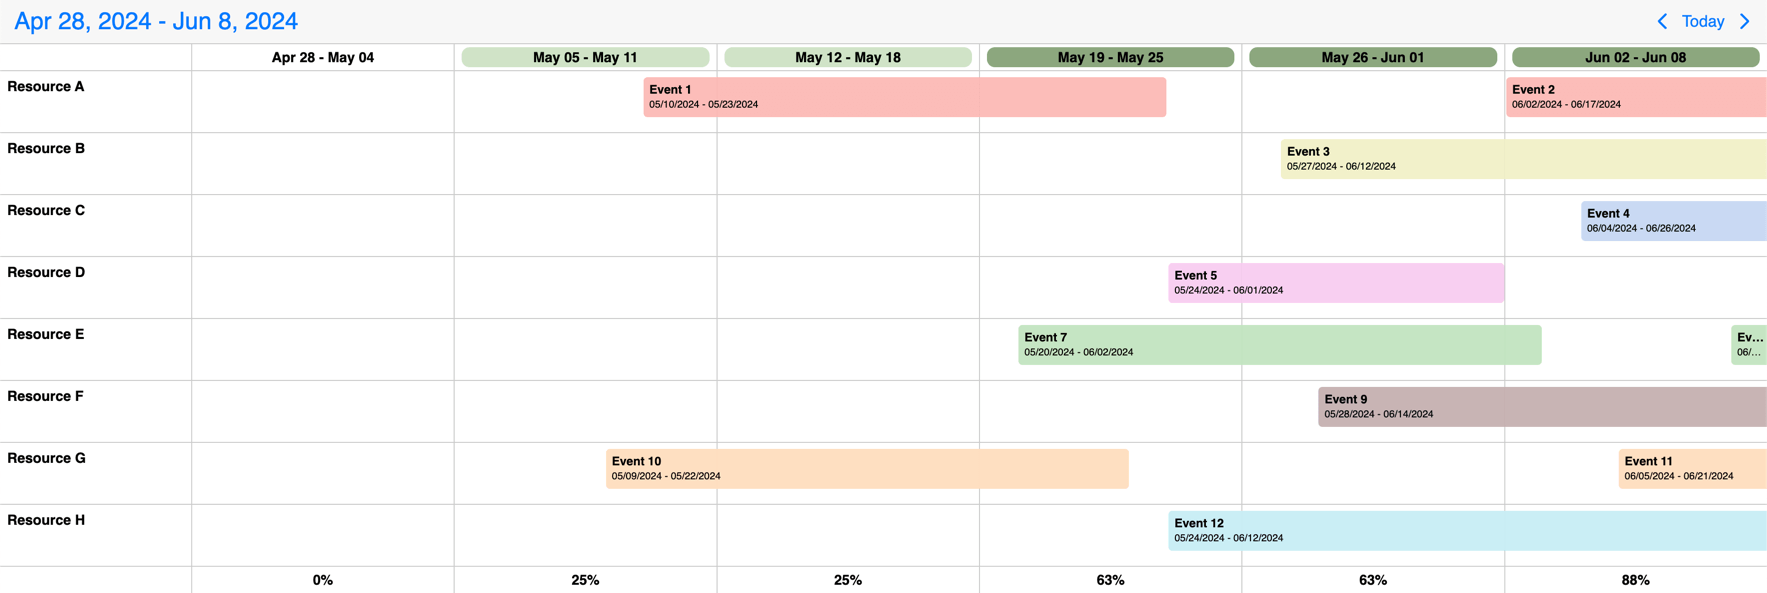 Apr 28, 2024 - Jun 8, 2024
Today
Apr 28 - May 04
May 05 - May 11
May 12 - May 18
May 19 - May 25
May 26 - Jun 01
Jun 02 - Jun 08
Resource A
Event 1
05/10/2024 - 05/23/2024
Event 2
06/02/2024 - 06/17/2024
Resource B
Event 3
05/27/2024 - 06/12/2024
Resource C
Event 4
06/04/2024 - 06/26/2024
Resource D
Event 5
05/24/2024 - 06/01/2024
Resource E
Event 7
05/20/2024 - 06/02/2024
Ev...
06/...
Resource F
Event 9
05/28/2024 - 06/14/2024
Resource G
Event 10
05/09/2024 - 05/22/2024
Event 11
06/05/2024 - 06/21/2024
Resource H
Event 12
05/24/2024 - 06/12/2024
0%
25%
25%
63%
63%
88%